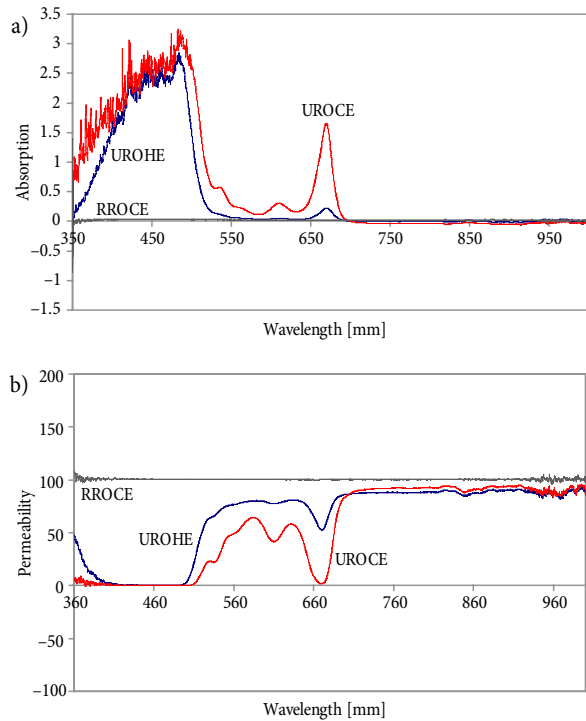 a)
3.5
3
2.5
2
1.5
1
0.5
0
−0.5
−1
−1.5
Absorption
UROHE
UROCE
RROCE
350 450 550 650 750 850 950
Wavelength [mm]
b)
200
150
100
50
0
−50
−100
Permeability
RROCE
UROHE
UROCE
360 460 560 660 760 860 960
Wavelength [mm]